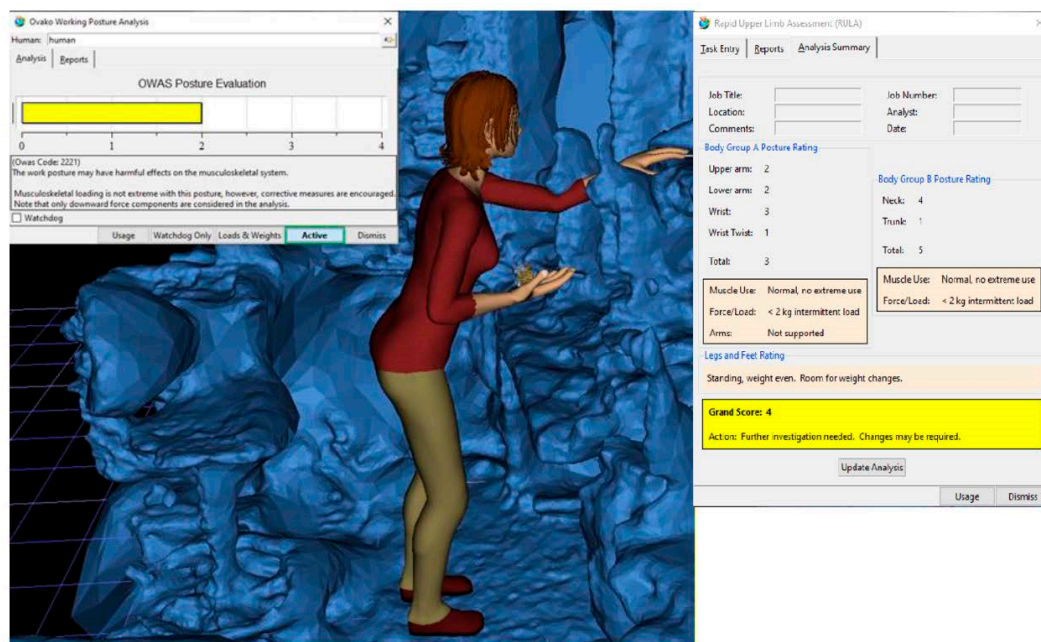 Ovako Working Posture Analysis
Human: human
Analysis Reports
OWAS Posture Evaluation
0 1 2 3 4
(Owas Code: 2221)
The work posture may have harmful effects on the musculoskeletal system.
Musculoskeletal loading is not extreme with this posture, however, corrective measures are encouraged.
Note that only downward force components are considered in the analysis.
Watchdog
Usage Watchdog Only Loads & Weights Active Dismiss
Rapid Upper Limb Assessment (RULA)
Task Entry Reports Analysis Summary
Job Title: Job Number:
Location: Analyst:
Comments: Date:
Body Group A Posture Rating
Upper arm: 2
Lower arm: 2
Wrist: 3
Wrist Twist: 1
Total: 3
Muscle Use: Normal, no extreme use
Force/Load: < 2 kg intermittent load
Arms: Not supported
Body Group B Posture Rating
Neck: 4
Trunk: 1
Total: 5
Muscle Use: Normal, no extreme use
Force/Load: < 2 kg intermittent load
Legs and Feet Rating
Standing, weight even. Room for weight changes.
Grand Score: 4
Action: Further investigation needed. Changes may be required.
Update Analysis
Usage Dismiss